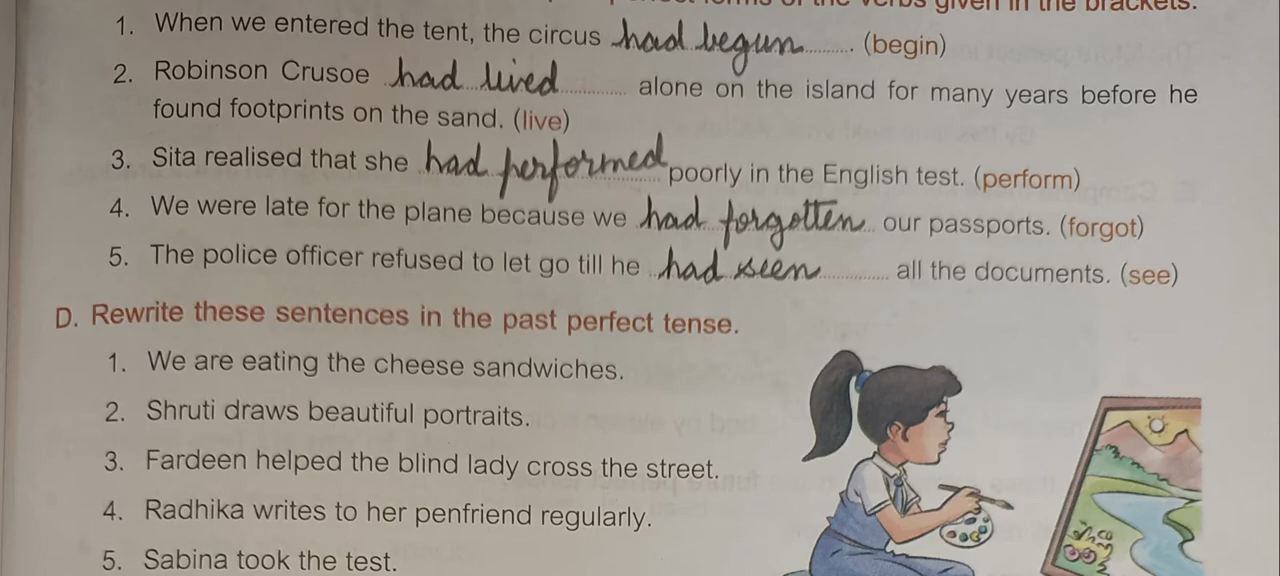 verbs given in the brackets.
1. When we entered the tent, the circus had begun ........... (begin)
2. Robinson Crusoe had lived ............. alone on the island for many years before he
found footprints on the sand. (live)
3. Sita realised that she had performed poorly in the English test. (perform)
4. We were late for the plane because we had forgotten our passports. (forgot)
5. The police officer refused to let go till he had seen ............. all the documents. (see)
D. Rewrite these sentences in the past perfect tense.
1. We are eating the cheese sandwiches.
2. Shruti draws beautiful portraits.
3. Fardeen helped the blind lady cross the street.
4. Radhika writes to her penfriend regularly.
5. Sabina took the test.